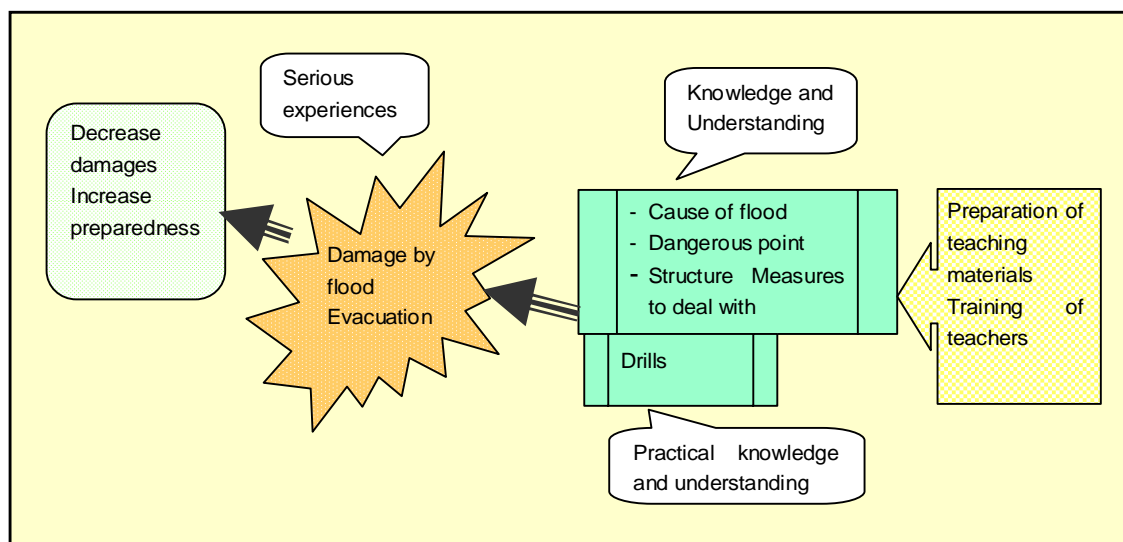 Serious
experiences
Knowledge and
Understanding
Decrease
damages
Increase
preparedness
Damage by
flood
Evacuation
- Cause of flood
- Dangerous point
- Structure Measures
to deal with
Drills
Preparation of
teaching
materials
Training of
teachers
Practical knowledge
and understanding